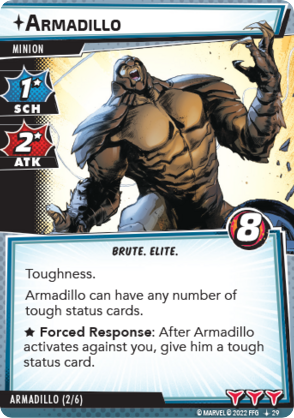 ARMADILLO
MINION
1★
SCH
2★
ATK
8
BRUTE. ELITE.
Toughness.
Armadillo can have any number of
tough status cards.
★ Forced Response: After Armadillo
activates against you, give him a tough
status card.
ARMADILLO (2/6)
© MARVEL © 2022 FFG 29